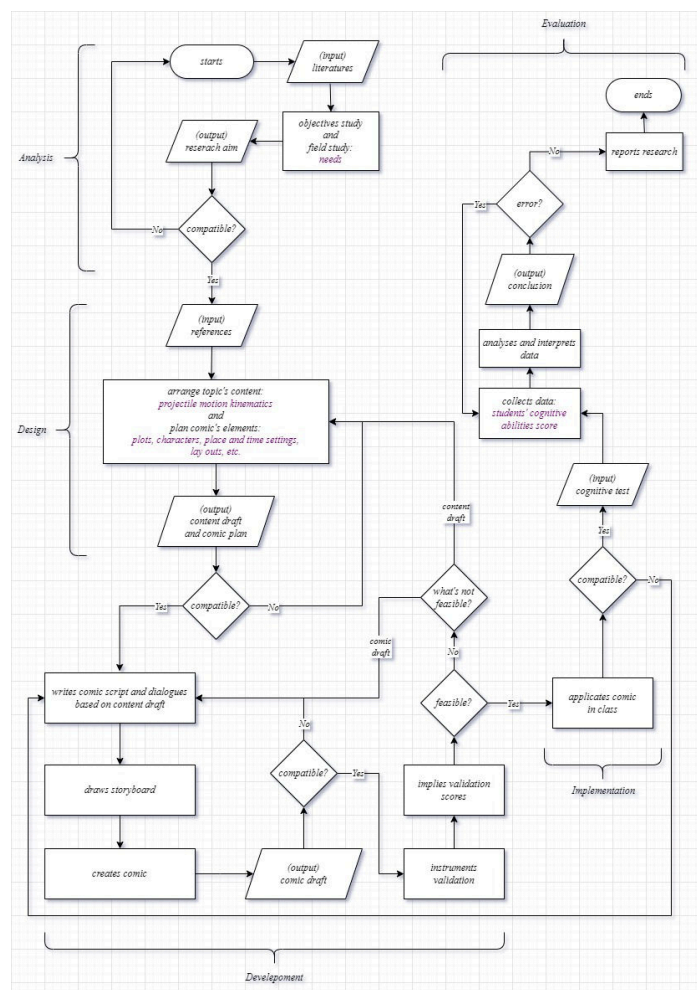 Evaluation
starts
(input)
literatures
ends
(output)
reserach aim
objectives study
and
field study:
needs
Analysis
No
reports research
Yes
error?
compatible?
No
Yes
(output)
conclusion
(input)
references
analyses and interprets
data
arrange topic's content:
projectile motion kinematics
and
plan comic's elements:
plots, characters, place and time settings,
lay outs, etc.
collects data:
students' cognitive
abilities score
Design
(input)
cognitive test
(output)
content draft
and comic plan
content
draft
Yes
compatible?
No
what's not
feasible?
compatible?
No
Yes
comic
draft
No
writes comic script and dialogues
based on content draft
feasible?
Yes
applicates comic
in class
No
compatible?
Yes
draws storyboard
implies validation
scores
Implementation
creates comic
(output)
comic draft
instruments
validation
Develepoment